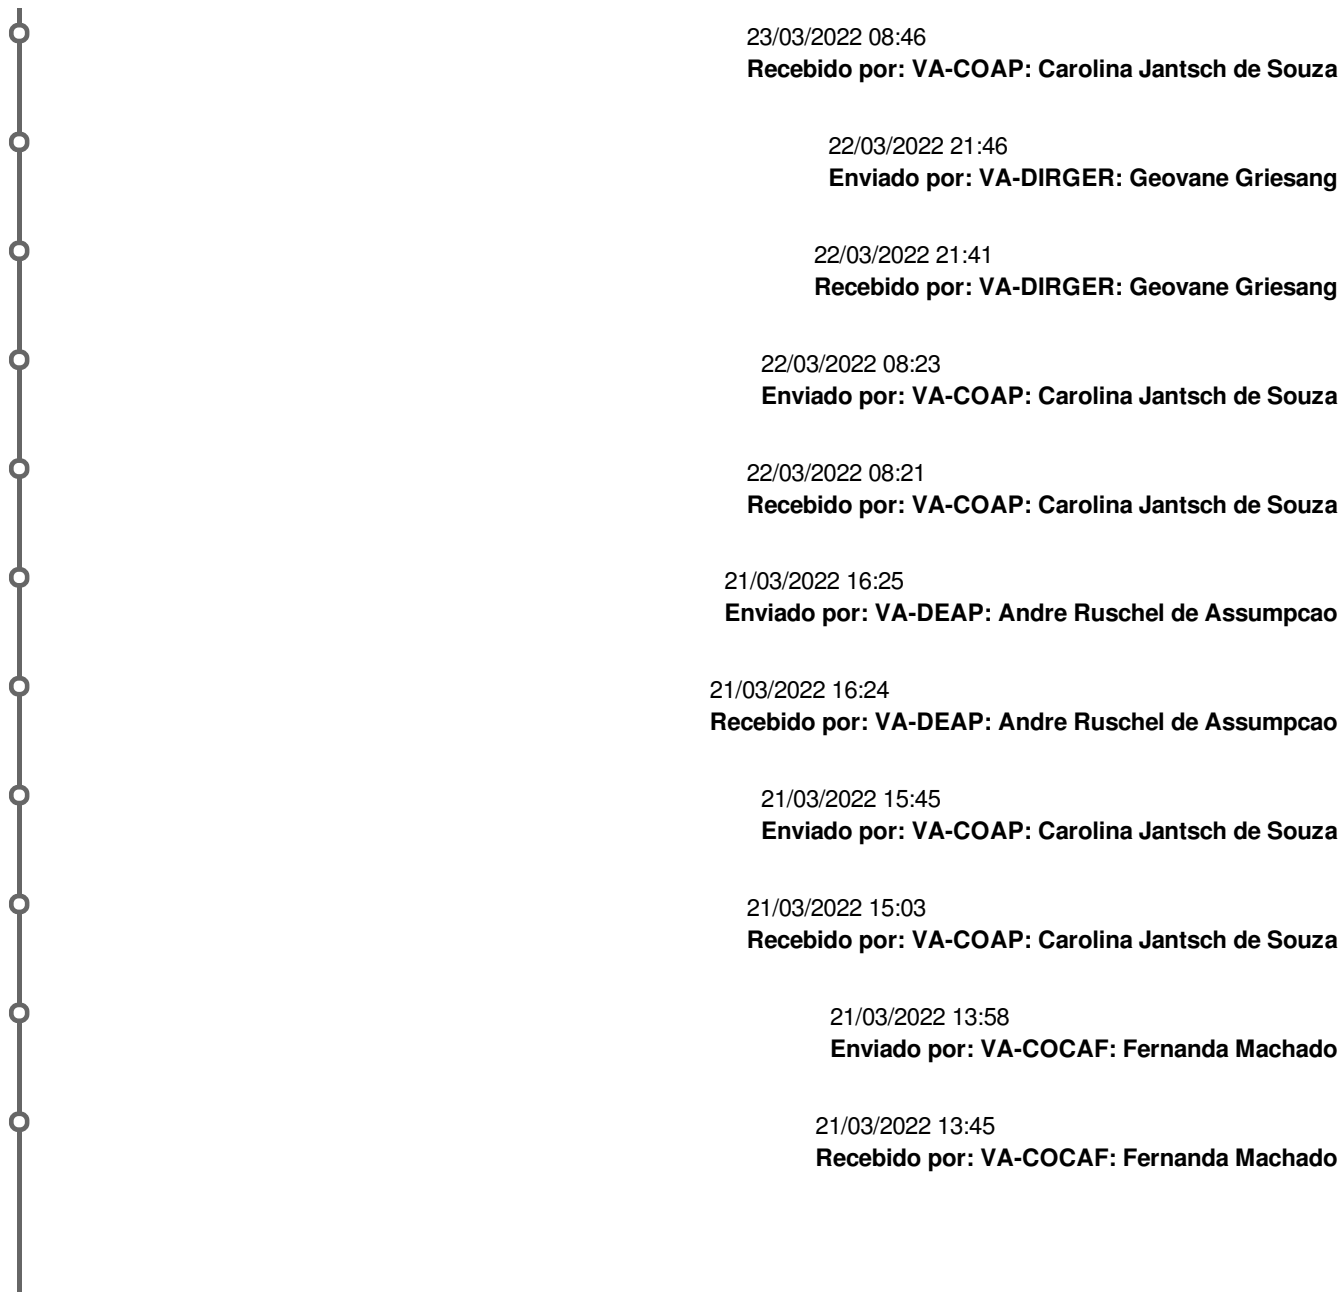 23/03/2022 08:46
Recebido por: VA-COAP: Carolina Jantsch de Souza
22/03/2022 21:46
Enviado por: VA-DIRGER: Geovane Griesang
22/03/2022 21:41
Recebido por: VA-DIRGER: Geovane Griesang
22/03/2022 08:23
Enviado por: VA-COAP: Carolina Jantsch de Souza
22/03/2022 08:21
Recebido por: VA-COAP: Carolina Jantsch de Souza
21/03/2022 16:25
Enviado por: VA-DEAP: Andre Ruschel de Assumpcao
21/03/2022 16:24
Recebido por: VA-DEAP: Andre Ruschel de Assumpcao
21/03/2022 15:45
Enviado por: VA-COAP: Carolina Jantsch de Souza
21/03/2022 15:03
Recebido por: VA-COAP: Carolina Jantsch de Souza
21/03/2022 13:58
Enviado por: VA-COCAF: Fernanda Machado
21/03/2022 13:45
Recebido por: VA-COCAF: Fernanda Machado